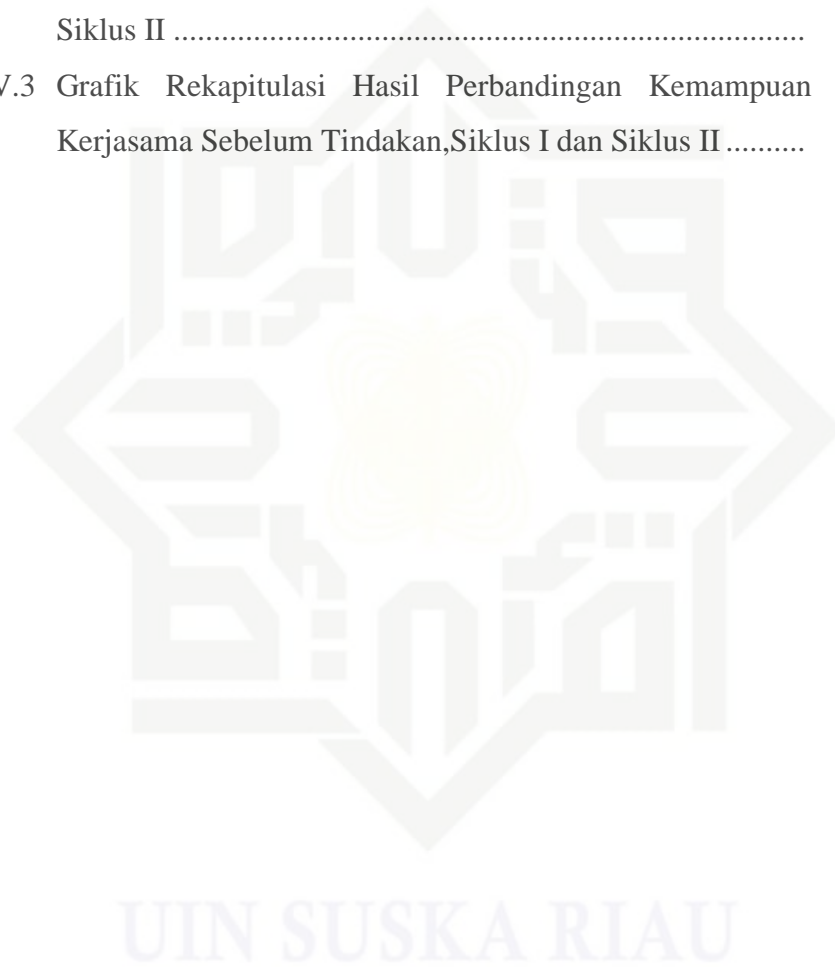 Siklus II ..............................................................................
V.3 Grafik Rekapitulasi Hasil Perbandingan Kemampuan
Kerjasama Sebelum Tindakan,Siklus I dan Siklus II ..........
UIN SUSKA RIAU